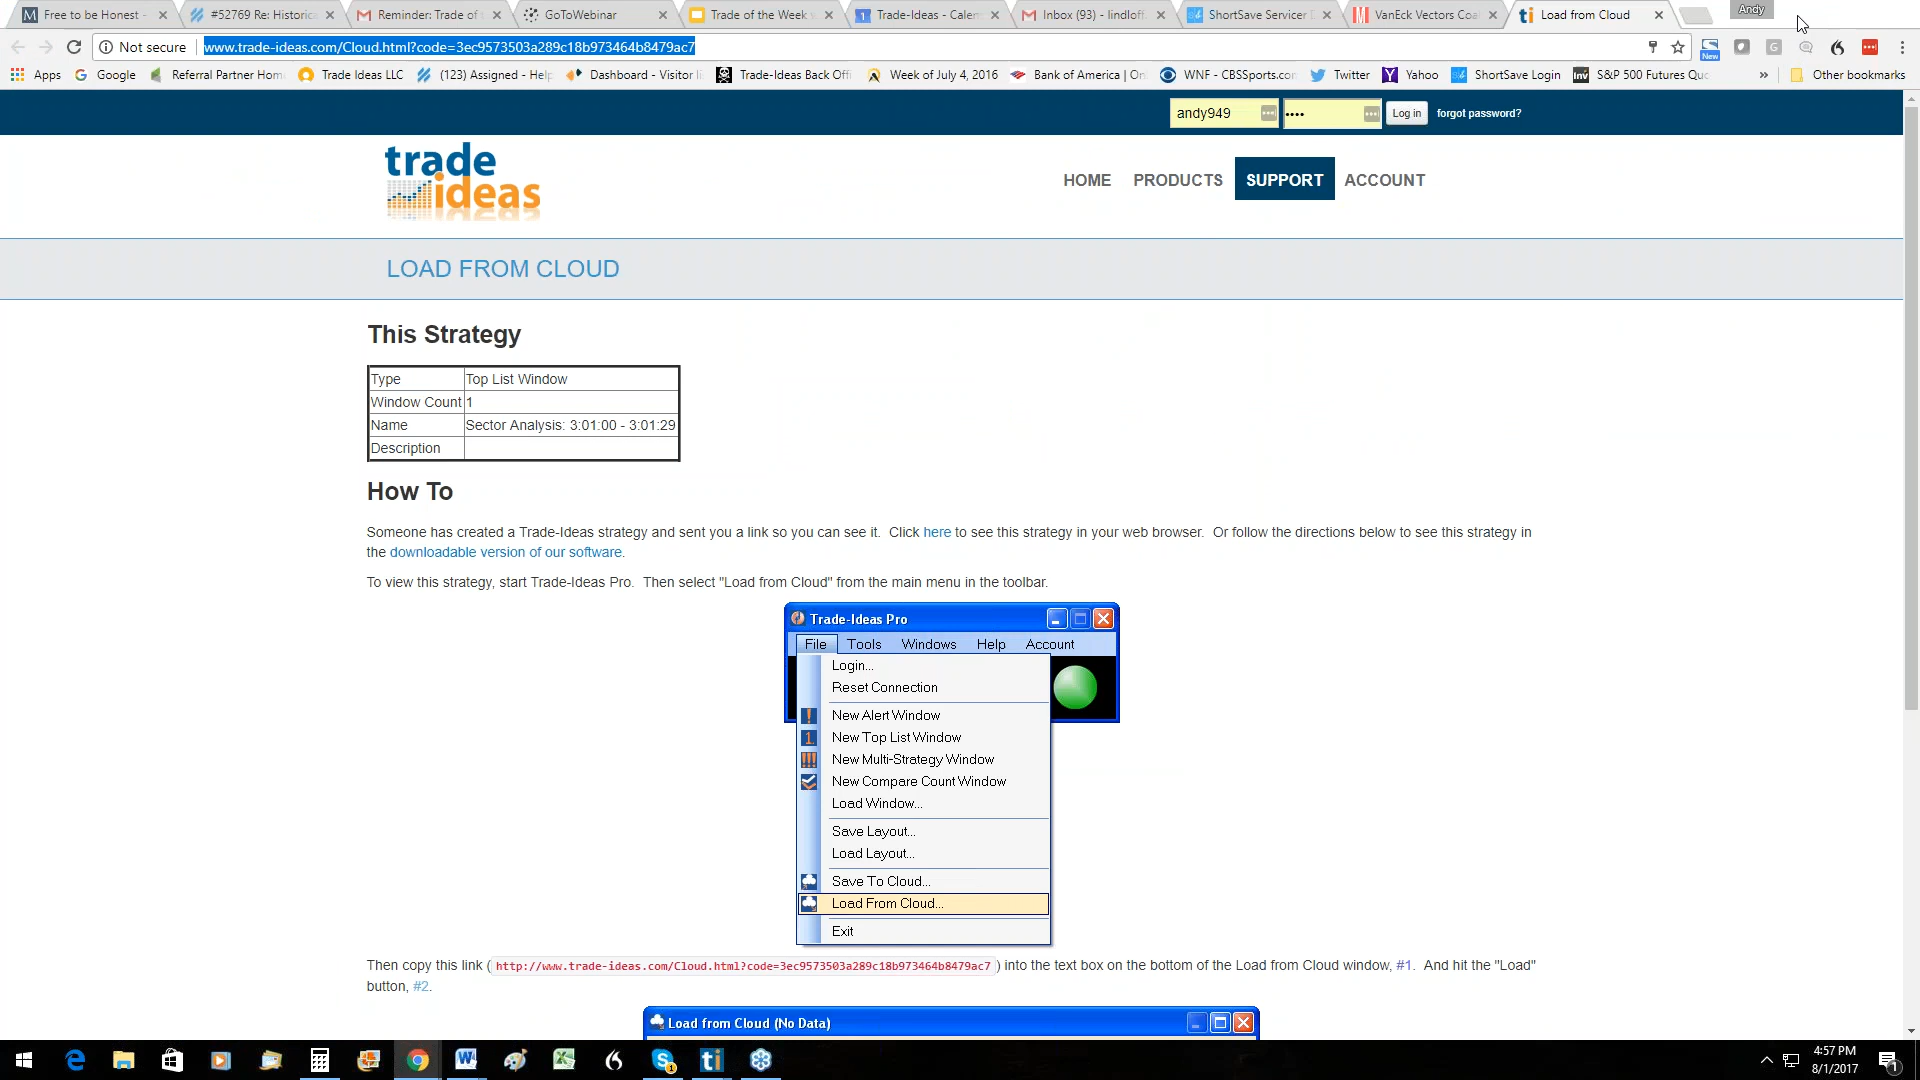 Free to be Honest -
#52769 Re: Historica
Reminder: Trade of t
GoToWebinar
Trade of the Week w
Trade-Ideas - Calen
Inbox (93) - lindloff
ShortSave Servicer D
VanEck Vectors Coa
Load from Cloud
Andy
Not secure
www.trade-ideas.com/Cloud.html?code=3ec9573503a289c18b973464b8479ac7
New
Apps
Google
Referral Partner Hom
Trade Ideas LLC
(123) Assigned - Help
Dashboard - Visitor li
Trade-Ideas Back Offi
Week of July 4, 2016
Bank of America | On
WNF - CBSSports.con
Twitter
Yahoo
ShortSave Login
S&P 500 Futures Quo
»
Other bookmarks
andy949
••••
Log in
forgot password?
trade
ideas
HOME
PRODUCTS
SUPPORT
ACCOUNT
LOAD FROM CLOUD
This Strategy
Type Top List Window
Window Count 1
Name Sector Analysis: 3:01:00 - 3:01:29
Description
How To
Someone has created a Trade-Ideas strategy and sent you a link so you can see it. Click here to see this strategy in your web browser. Or follow the directions below to see this strategy in
the downloadable version of our software.
To view this strategy, start Trade-Ideas Pro. Then select "Load from Cloud" from the main menu in the toolbar.
Trade-Ideas Pro
File Tools Windows Help Account
Login...
Reset Connection
New Alert Window
New Top List Window
New Multi-Strategy Window
New Compare Count Window
Load Window...
Save Layout...
Load Layout...
Save To Cloud...
Load From Cloud...
Exit
Then copy this link (http://www.trade-ideas.com/Cloud.html?code=3ec9573503a289c18b973464b8479ac7) into the text box on the bottom of the Load from Cloud window, #1. And hit the "Load"
button, #2.
Load from Cloud (No Data)
4:57 PM
8/1/2017